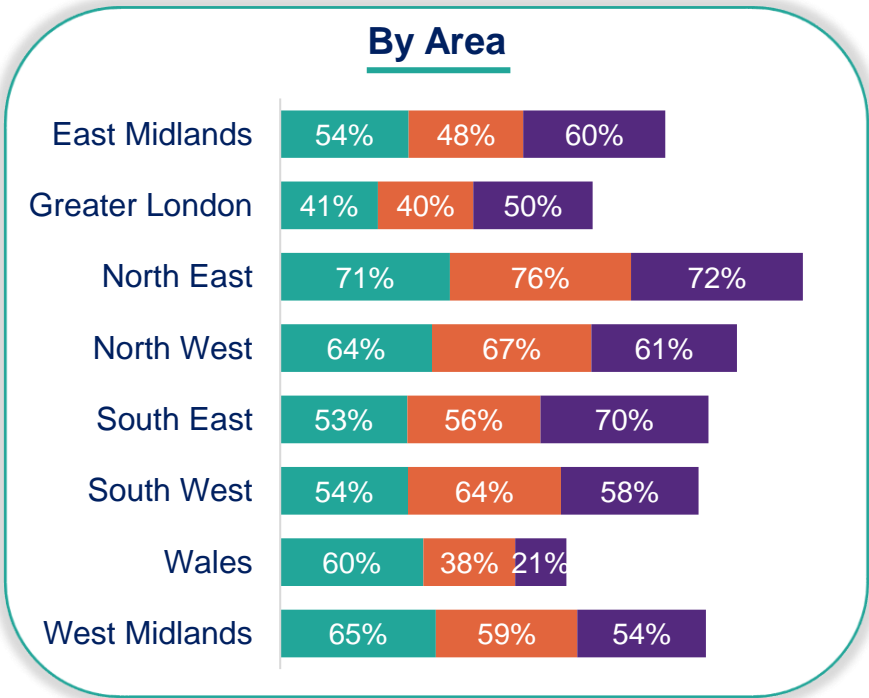 By Area
East Midlands 54% 48% 60%
Greater London 41% 40% 50%
North East 71% 76% 72%
North West 64% 67% 61%
South East 53% 56% 70%
South West 54% 64% 58%
Wales 60% 38% 21%
West Midlands 65% 59% 54%